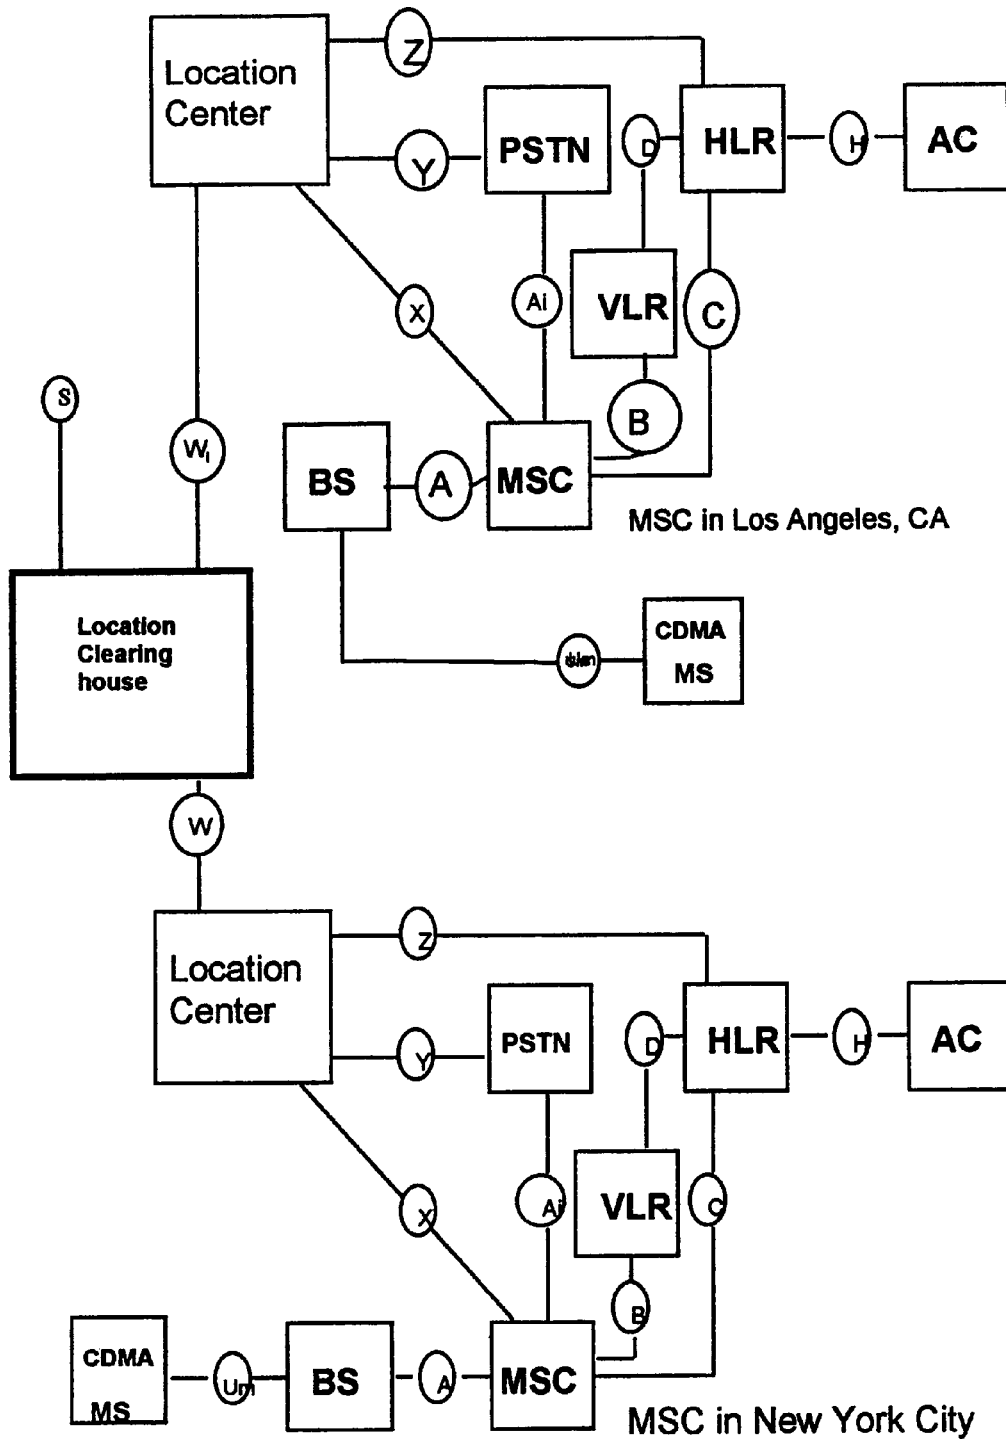 Z
Location
Center
PSTN
D
HLR
H
AC
Y
VLR
X
Ai
C
S
B
W₁
BS
A
MSC
MSC in Los Angeles, CA
Location
Clearing
house
CDMA
MS
W
Z
Location
Center
PSTN
D
HLR
H
AC
Y
X
Ai
VLR
C
B
CDMA
MS
Um
BS
A
MSC
MSC in New York City